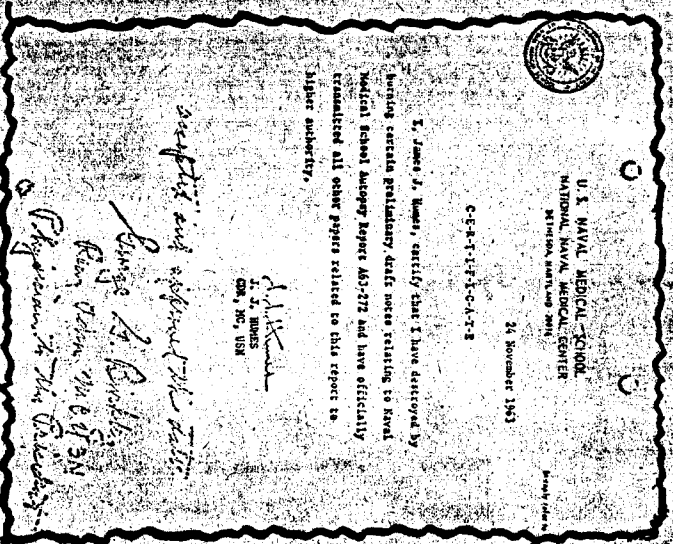 U. S. NAVAL MEDICAL SCHOOL
NATIONAL NAVAL MEDICAL CENTER
BETHESDA, MARYLAND 20014
24 November 1963
C-E-R-T-I-F-I-C-A-T-E
I, James J. Humes, certify that I have destroyed by
burning certain preliminary draft notes relating to Naval
Medical School Autopsy Report A63-272 and have officially
transmitted all other papers related to this report to
higher authority.
J. J. HUMES
CDR, MC, USN
accepted and approved this date
George G. Burkley
Rear Adm MC USN
Physician to the President